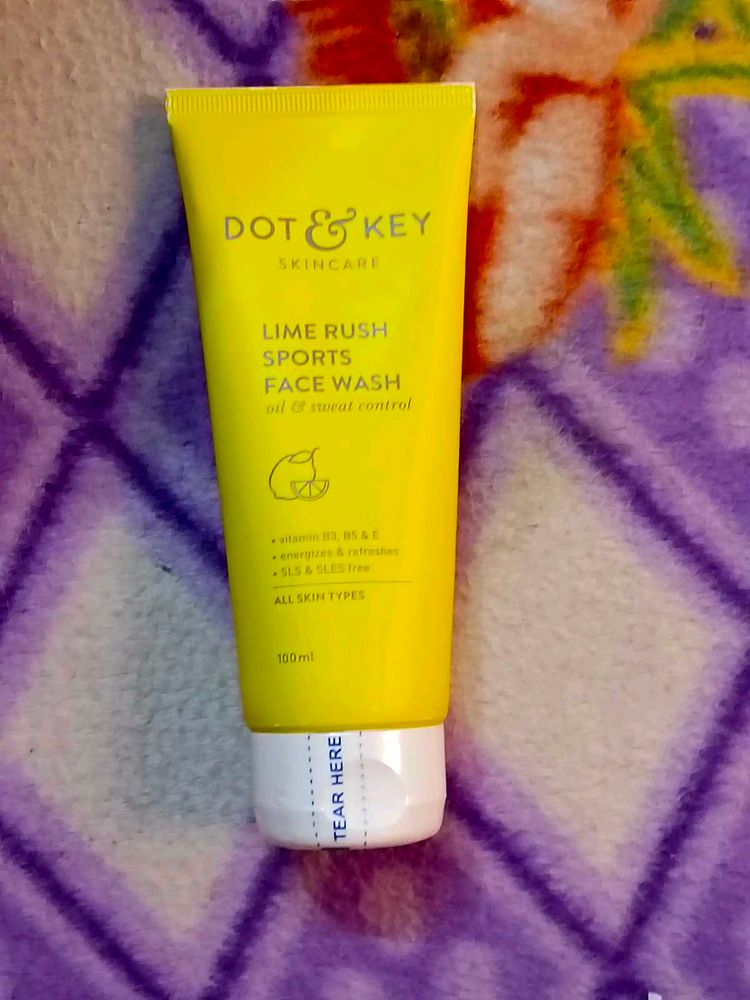 DOT & KEY
SKINCARE
LIME RUSH
SPORTS
FACE WASH
oil & sweat control
• vitamin B3, B5 & E
• energizes & refreshes
• SLS & SLES free
ALL SKIN TYPES
100 ml
TEAR HERE